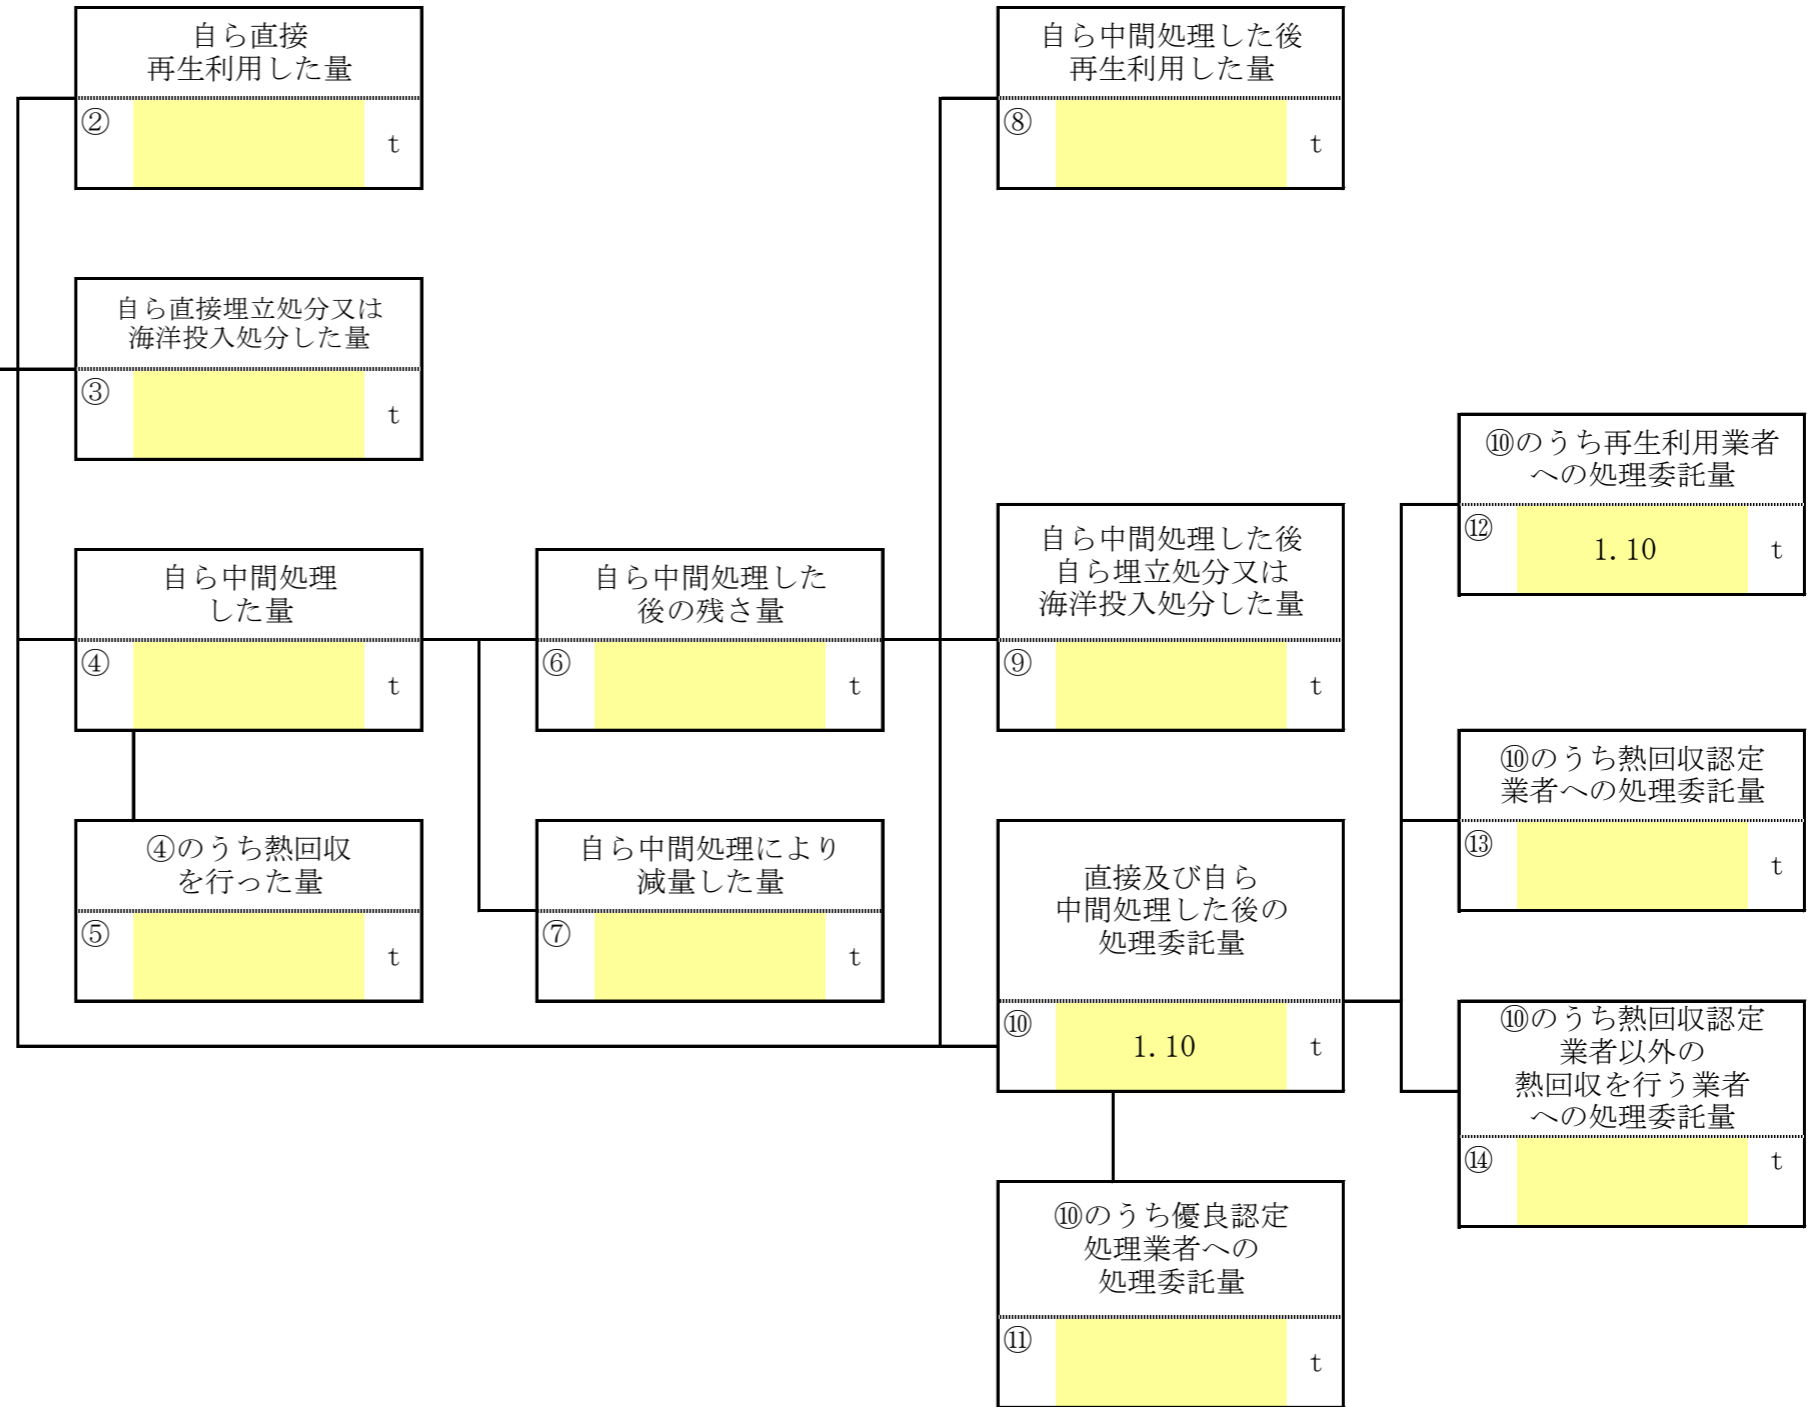 自ら直接
再生利用した量
②
t
自ら中間処理した後
再生利用した量
⑧
t
自ら直接埋立処分又は
海洋投入処分した量
③
t
⑩のうち再生利用業者
への処理委託量
⑫
1.10
t
自ら中間処理
した量
④
t
自ら中間処理した
後の残さ量
⑥
t
自ら中間処理した後
自ら埋立処分又は
海洋投入処分した量
⑨
t
⑩のうち熱回収認定
業者への処理委託量
⑬
t
④のうち熱回収
を行った量
⑤
t
自ら中間処理により
減量した量
⑦
t
直接及び自ら
中間処理した後の
処理委託量
⑩
1.10
t
⑩のうち熱回収認定
業者以外の
熱回収を行う業者
への処理委託量
⑭
t
⑩のうち優良認定
処理業者への
処理委託量
⑪
t